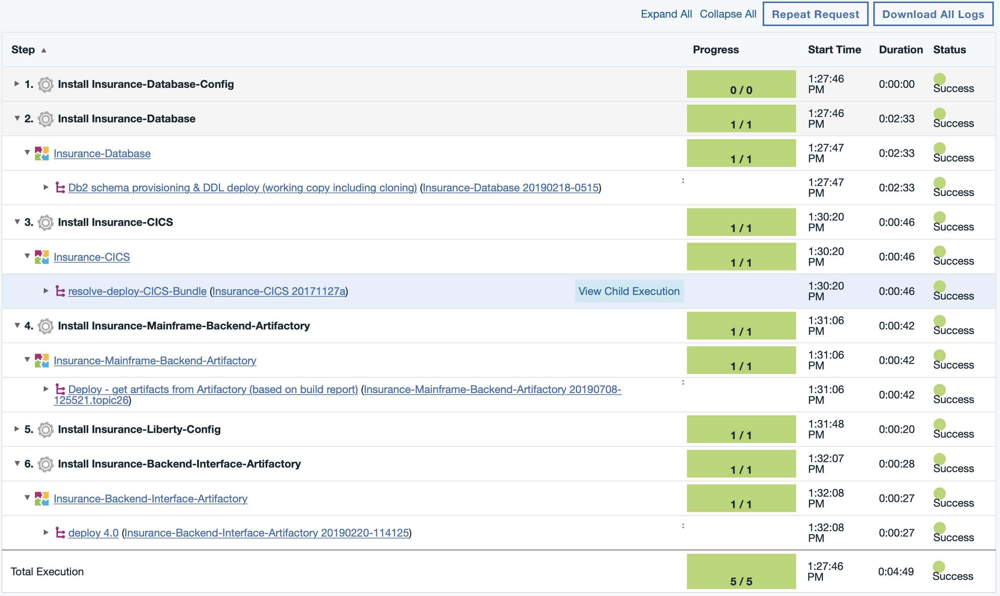 Expand All Collapse All Repeat Request Download All Logs
Step ▲ Progress Start Time Duration Status
1. Install Insurance-Database-Config 0 / 0 1:27:46 PM 0:00:00 Success
2. Install Insurance-Database 1 / 1 1:27:46 PM 0:02:33 Success
Insurance-Database 1 / 1 1:27:47 PM 0:02:33 Success
Db2 schema provisioning & DDL deploy (working copy including cloning) (Insurance-Database 20190218-0515) : 1:27:47 PM 0:02:33 Success
3. Install Insurance-CICS 1 / 1 1:30:20 PM 0:00:46 Success
Insurance-CICS 1 / 1 1:30:20 PM 0:00:46 Success
resolve-deploy-CICS-Bundle (Insurance-CICS 20171127a) View Child Execution 1:30:20 PM 0:00:46 Success
4. Install Insurance-Mainframe-Backend-Artifactory 1 / 1 1:31:06 PM 0:00:42 Success
Insurance-Mainframe-Backend-Artifactory 1 / 1 1:31:06 PM 0:00:42 Success
Deploy - get artifacts from Artifactory (based on build report) (Insurance-Mainframe-Backend-Artifactory 20190708-
125521.topic26) : 1:31:06 PM 0:00:42 Success
5. Install Insurance-Liberty-Config 1 / 1 1:31:48 PM 0:00:20 Success
6. Install Insurance-Backend-Interface-Artifactory 1 / 1 1:32:07 PM 0:00:28 Success
Insurance-Backend-Interface-Artifactory 1 / 1 1:32:08 PM 0:00:27 Success
deploy 4.0 (Insurance-Backend-Interface-Artifactory 20190220-114125) : 1:32:08 PM 0:00:27 Success
Total Execution 5 / 5 1:27:46 PM 0:04:49 Success